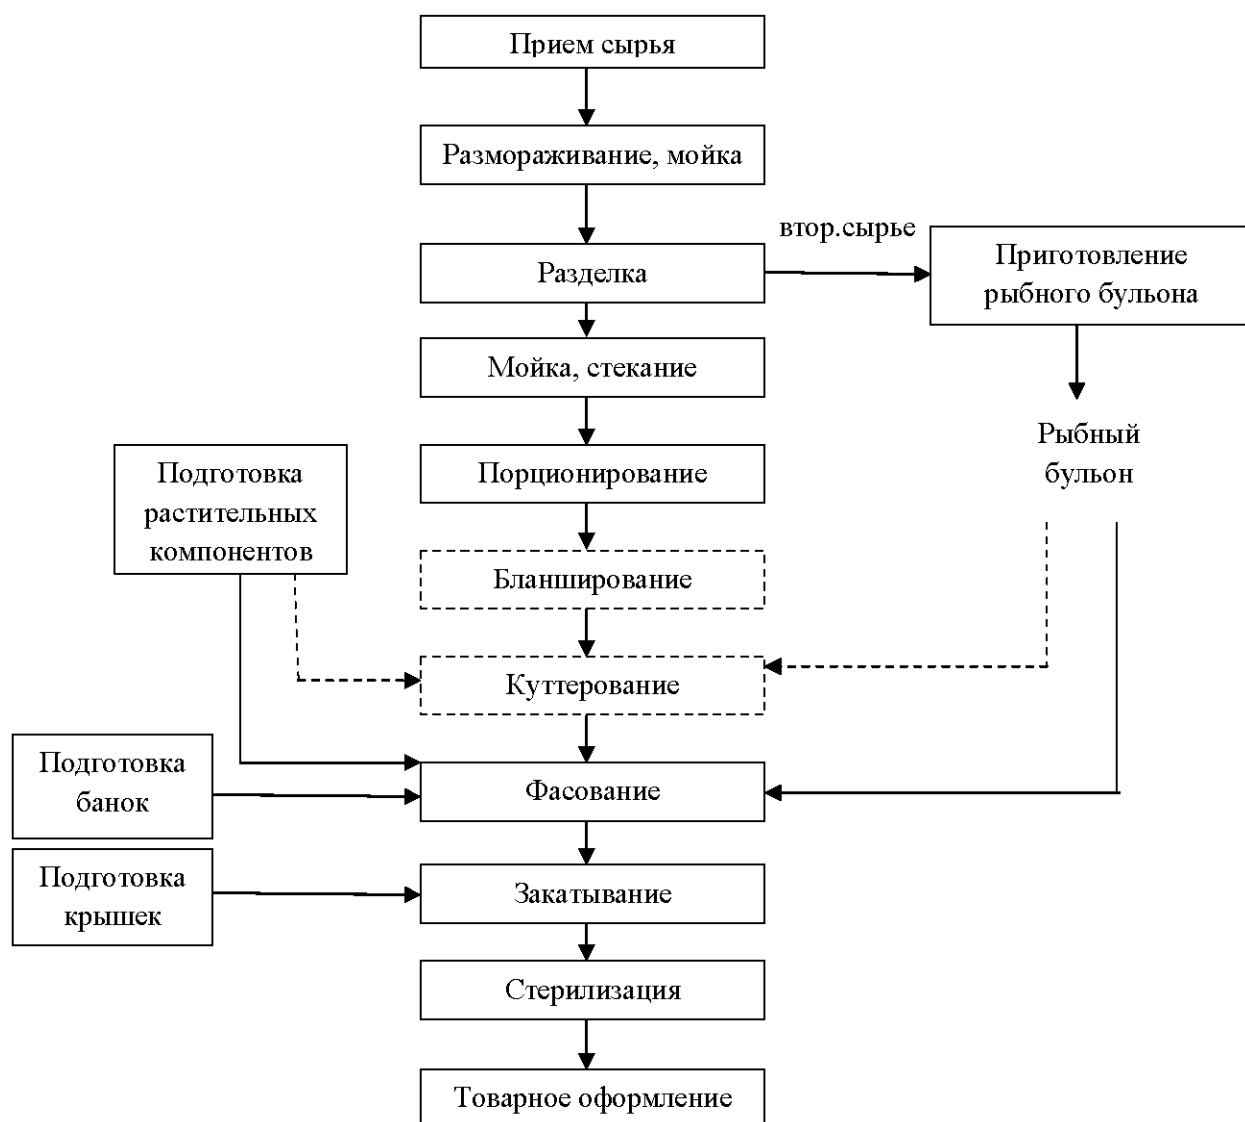 Прием сырья
Размораживание, мойка
втор.сырье
Разделка
Приготовление
рыбного бульона
Мойка, стекание
Рыбный
бульон
Подготовка
растительных
компонентов
Порционирование
Бланширование
Куттерование
Подготовка
банок
Фасование
Подготовка
крышек
Закатывание
Стерилизация
Товарное оформление